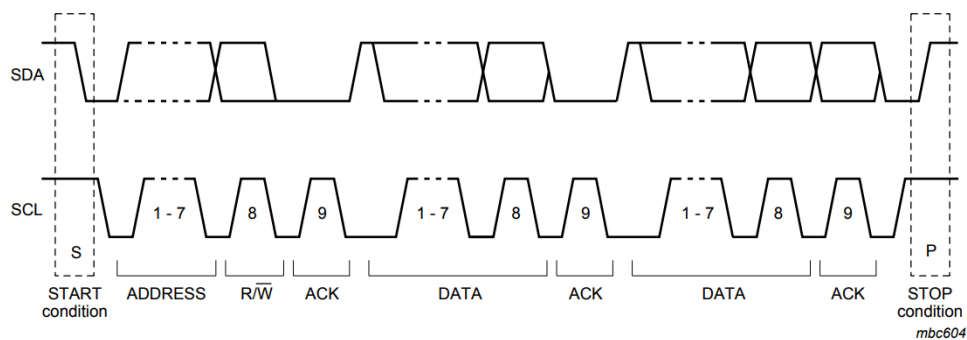 SDA
SCL
1 - 7
8
9
1 - 7
8
9
1 - 7
8
9
S
P
START
condition
ADDRESS
R/W̅
ACK
DATA
ACK
DATA
ACK
STOP
condition
mbc604